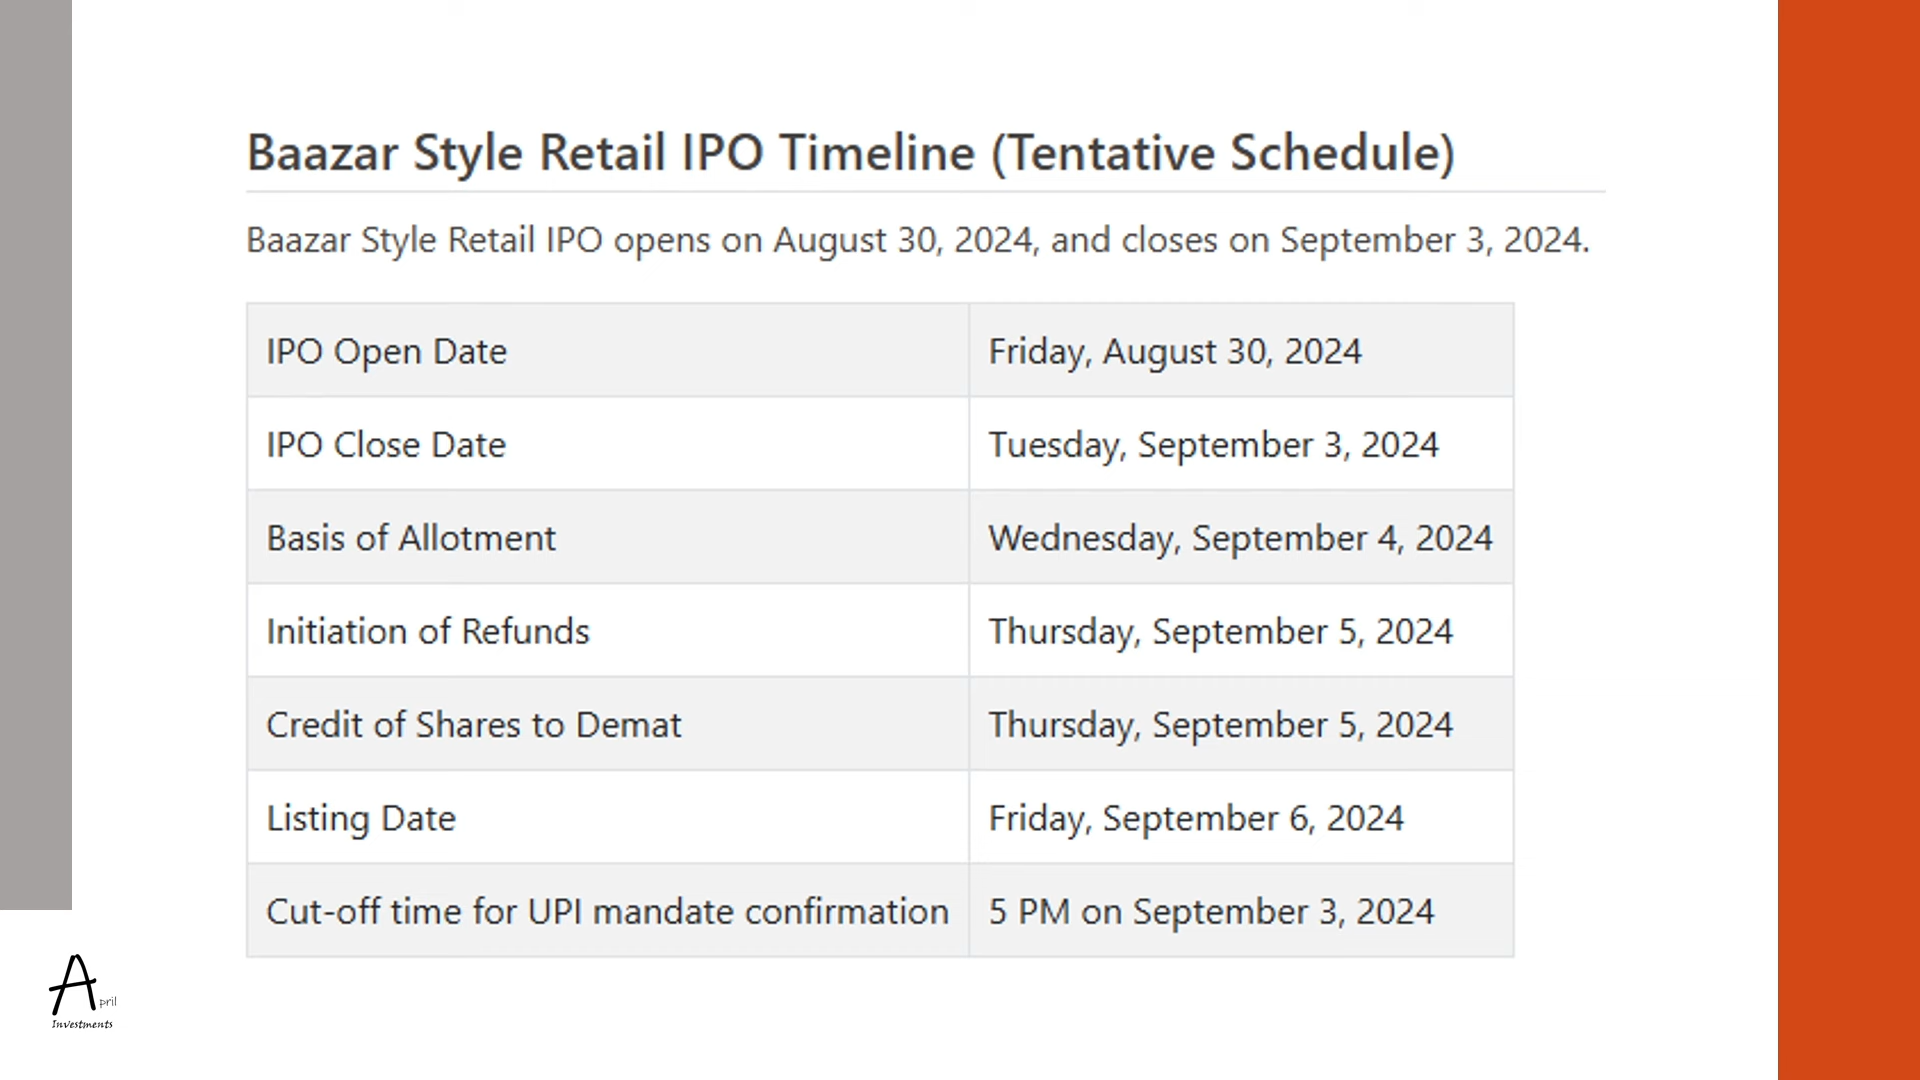 Baazar Style Retail IPO Timeline (Tentative Schedule)
Baazar Style Retail IPO opens on August 30, 2024, and closes on September 3, 2024.
IPO Open Date Friday, August 30, 2024
IPO Close Date Tuesday, September 3, 2024
Basis of Allotment Wednesday, September 4, 2024
Initiation of Refunds Thursday, September 5, 2024
Credit of Shares to Demat Thursday, September 5, 2024
Listing Date Friday, September 6, 2024
Cut-off time for UPI mandate confirmation 5 PM on September 3, 2024
April
Investments